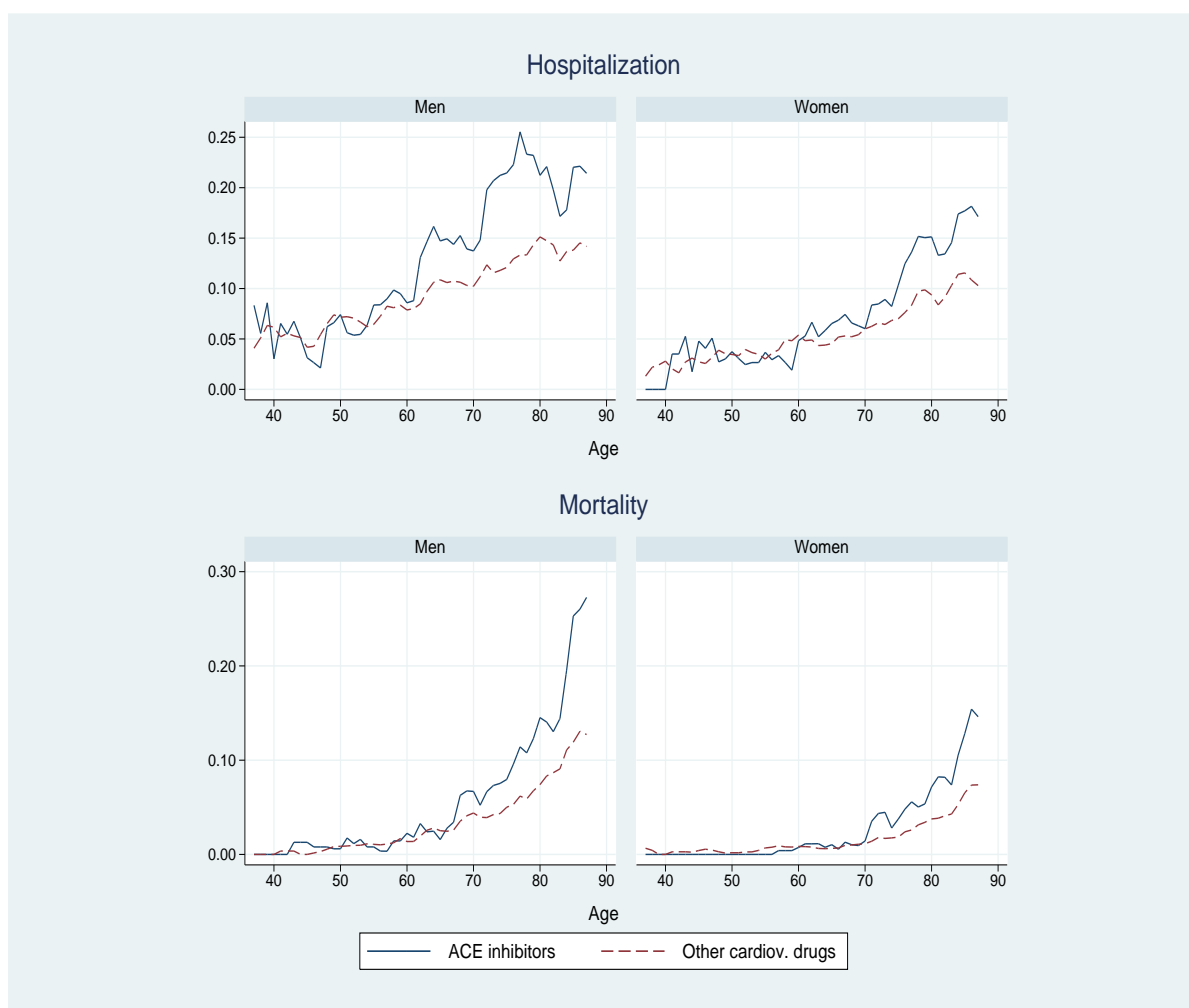 Hospitalization
Men
Women
0.25
0.20
0.15
0.10
0.05
0.00
40 50 60 70 80 90
40 50 60 70 80 90
Age
Mortality
Men
Women
0.30
0.20
0.10
0.00
40 50 60 70 80 90
40 50 60 70 80 90
Age
ACE inhibitors
Other cardiov. drugs